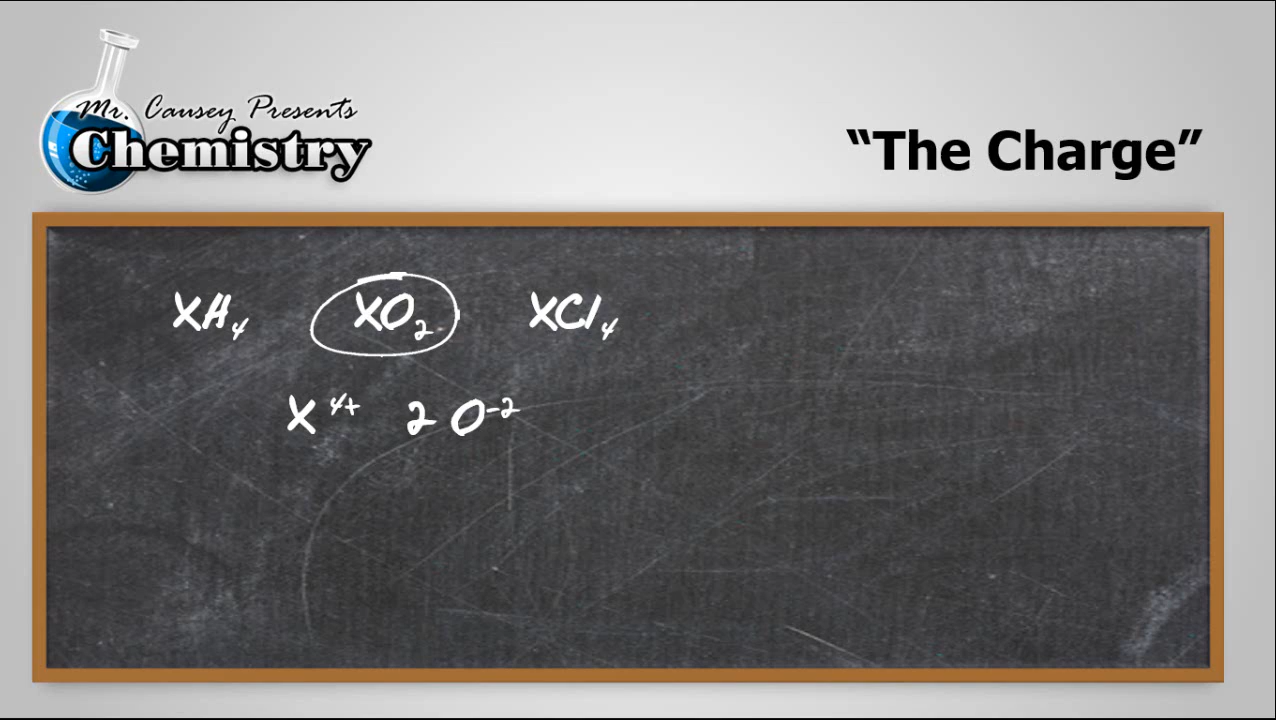 Mr. Causey Presents
Chemistry
“The Charge”
XH₄ XO₂ XCl₄
X⁴⁺ 2 O⁻²